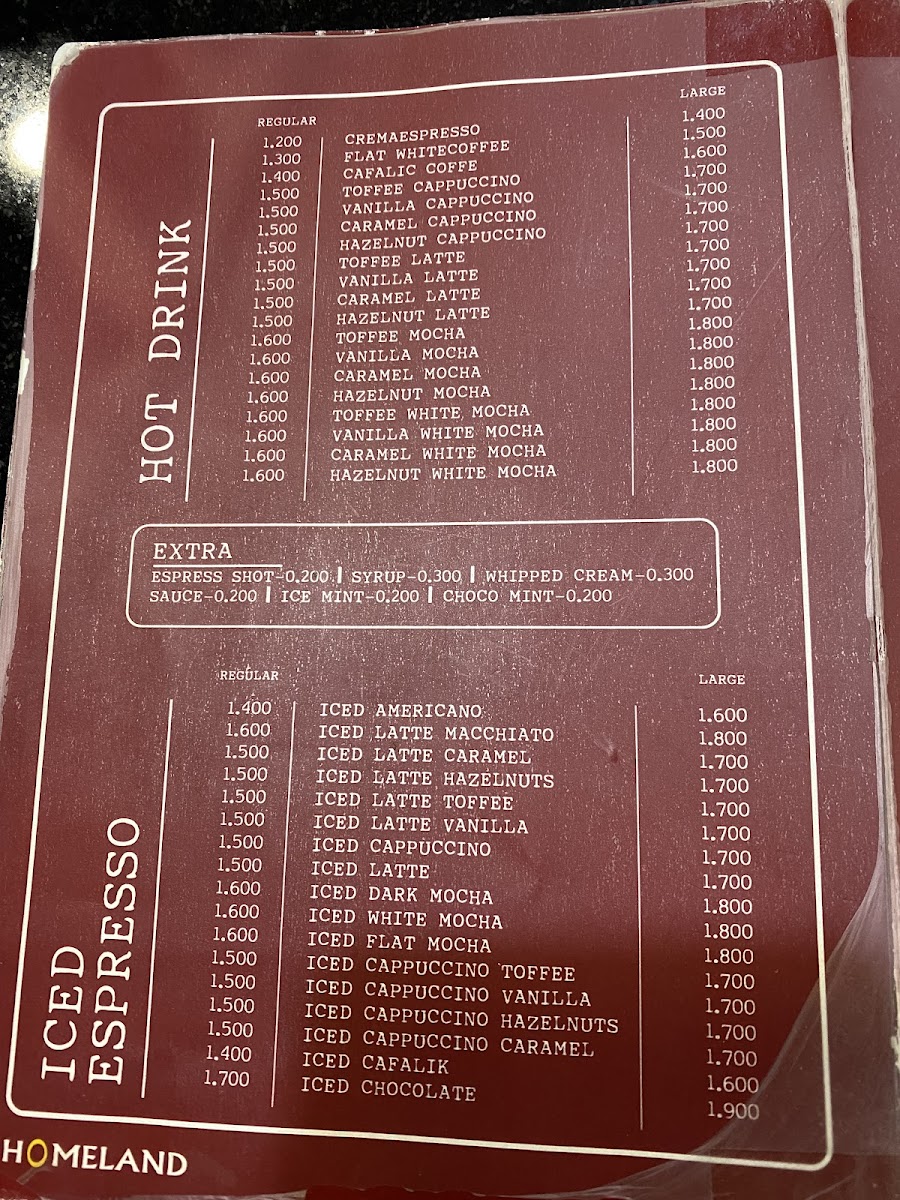 REGULAR LARGE
HOT DRINK
1.200 CREMAESPRESSO 1.400
1.300 FLAT WHITECOFFEE 1.500
1.400 CAFALIC COFFE 1.600
1.500 TOFFEE CAPPUCCINO 1.700
1.500 VANILLA CAPPUCCINO 1.700
1.500 CARAMEL CAPPUCCINO 1.700
1.500 HAZELNUT CAPPUCCINO 1.700
1.500 TOFFEE LATTE 1.700
1.500 VANILLA LATTE 1.700
1.500 CARAMEL LATTE 1.700
1.500 HAZELNUT LATTE 1.700
1.600 TOFFEE MOCHA 1.800
1.600 VANILLA MOCHA 1.800
1.600 CARAMEL MOCHA 1.800
1.600 HAZELNUT MOCHA 1.800
1.600 TOFFEE WHITE MOCHA 1.800
1.600 VANILLA WHITE MOCHA 1.800
1.600 CARAMEL WHITE MOCHA 1.800
1.600 HAZELNUT WHITE MOCHA 1.800
EXTRA
ESPRESS SHOT-0.200 | SYRUP-0.300 | WHIPPED CREAM-0.300
SAUCE-0.200 | ICE MINT-0.200 | CHOCO MINT-0.200
REGULAR LARGE
ICED
ESPRESSO
1.400 ICED AMERICANO 1.600
1.600 ICED LATTE MACCHIATO 1.800
1.500 ICED LATTE CARAMEL 1.700
1.500 ICED LATTE HAZELNUTS 1.700
1.500 ICED LATTE TOFFEE 1.700
1.500 ICED LATTE VANILLA 1.700
1.500 ICED CAPPUCCINO 1.700
1.500 ICED LATTE 1.700
1.600 ICED DARK MOCHA 1.800
1.600 ICED WHITE MOCHA 1.800
1.600 ICED FLAT MOCHA 1.800
1.500 ICED CAPPUCCINO TOFFEE 1.700
1.500 ICED CAPPUCCINO VANILLA 1.700
1.500 ICED CAPPUCCINO HAZELNUTS 1.700
1.500 ICED CAPPUCCINO CARAMEL 1.700
1.400 ICED CAFALIK 1.600
1.700 ICED CHOCOLATE 1.900
HOMELAND